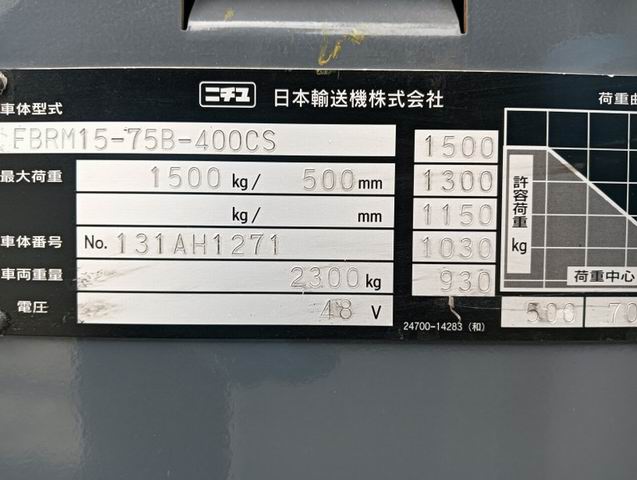 ニチユ 日本輸送機株式会社
車体型式
FBRM15-75B-400CS
最大荷重 1500 kg/ 500 mm
kg/ mm
車体番号 No. 131AH1271
車両重量 2300 kg
電圧 48 V
1500
1300
1150
1030
930
24700-14283 (和)
荷重曲
許容荷重 kg
荷重中心
500 70